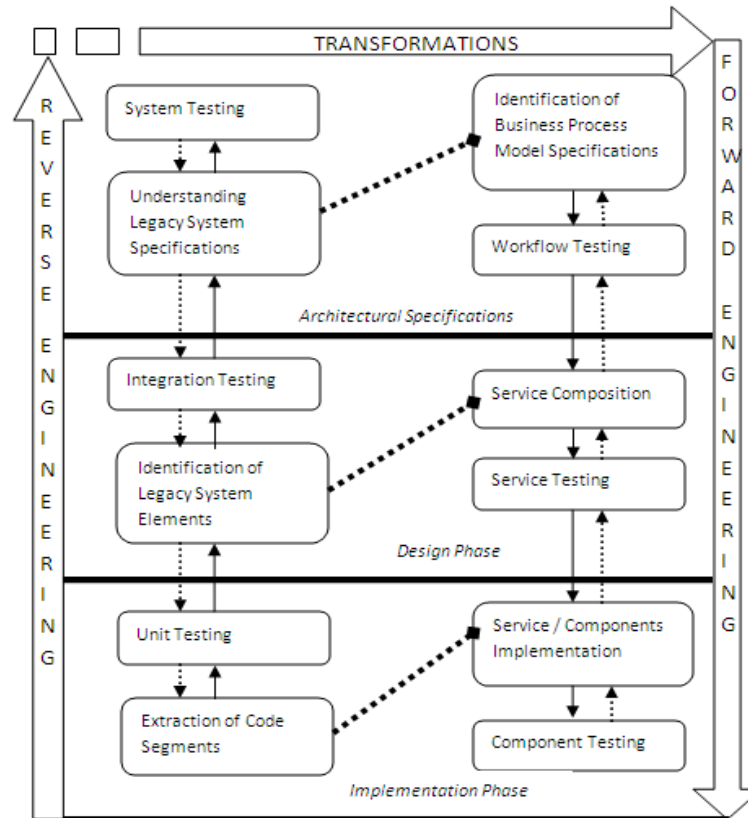 TRANSFORMATIONS
REVERSE ENGINEERING
FORWARD ENGINEERING
System Testing
Identification of
Business Process
Model Specifications
Understanding
Legacy System
Specifications
Workflow Testing
Architectural Specifications
Integration Testing
Service Composition
Identification of
Legacy System
Elements
Service Testing
Design Phase
Unit Testing
Service / Components
Implementation
Extraction of Code
Segments
Component Testing
Implementation Phase